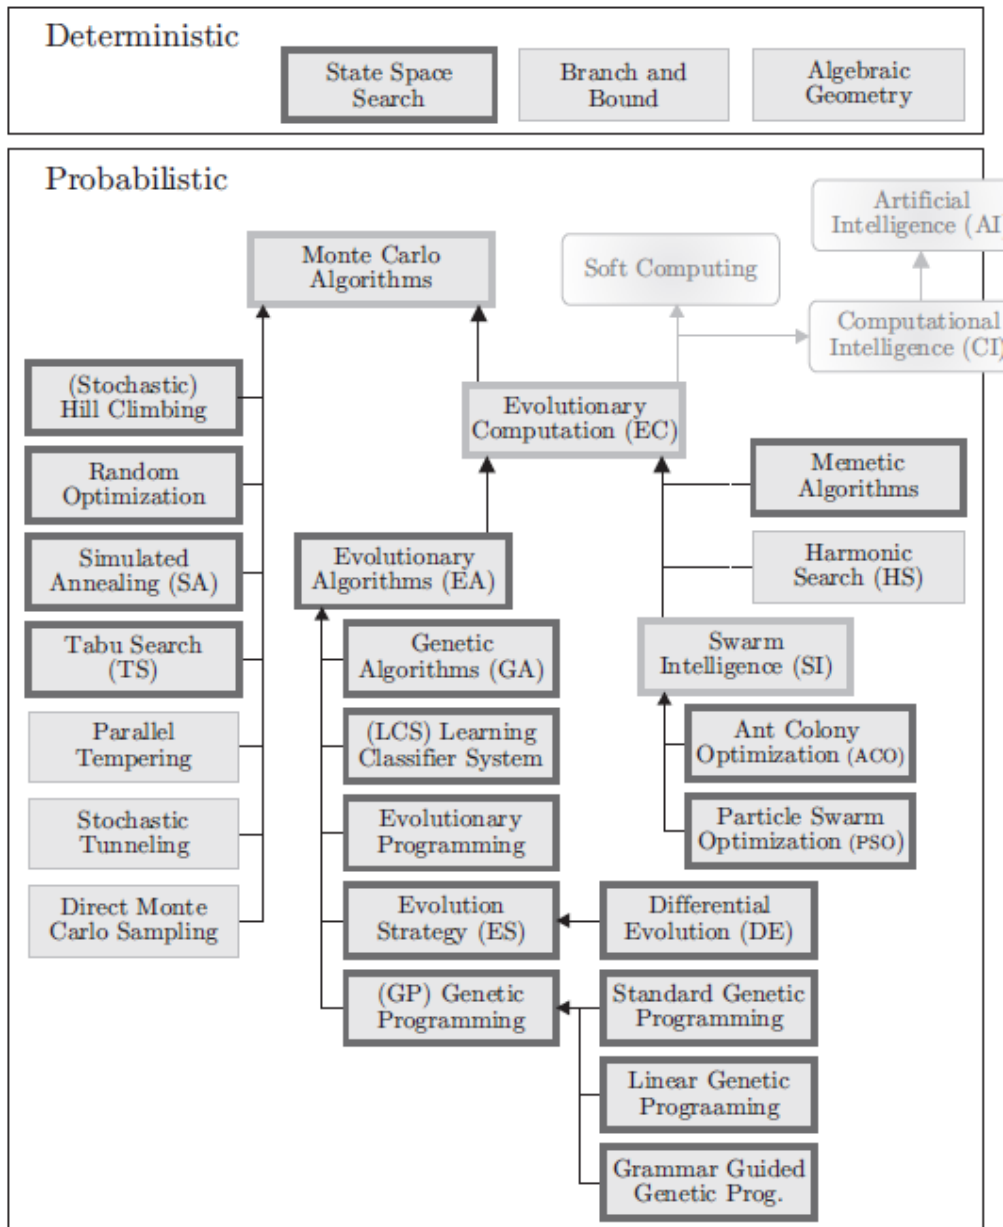 Deterministic
State Space
Search
Branch and
Bound
Algebraic
Geometry
Probabilistic
Artificial
Intelligence (AI)
Monte Carlo
Algorithms
Soft Computing
Computational
Intelligence (CI)
(Stochastic)
Hill Climbing
Evolutionary
Computation (EC)
Random
Optimization
Memetic
Algorithms
Simulated
Annealing (SA)
Evolutionary
Algorithms (EA)
Harmonic
Search (HS)
Tabu Search
(TS)
Genetic
Algorithms (GA)
Swarm
Intelligence (SI)
Parallel
Tempering
(LCS) Learning
Classifier System
Ant Colony
Optimization (ACO)
Stochastic
Tunneling
Evolutionary
Programming
Particle Swarm
Optimization (PSO)
Direct Monte
Carlo Sampling
Evolution
Strategy (ES)
Differential
Evolution (DE)
(GP) Genetic
Programming
Standard Genetic
Programming
Linear Genetic
Prograaming
Grammar Guided
Genetic Prog.